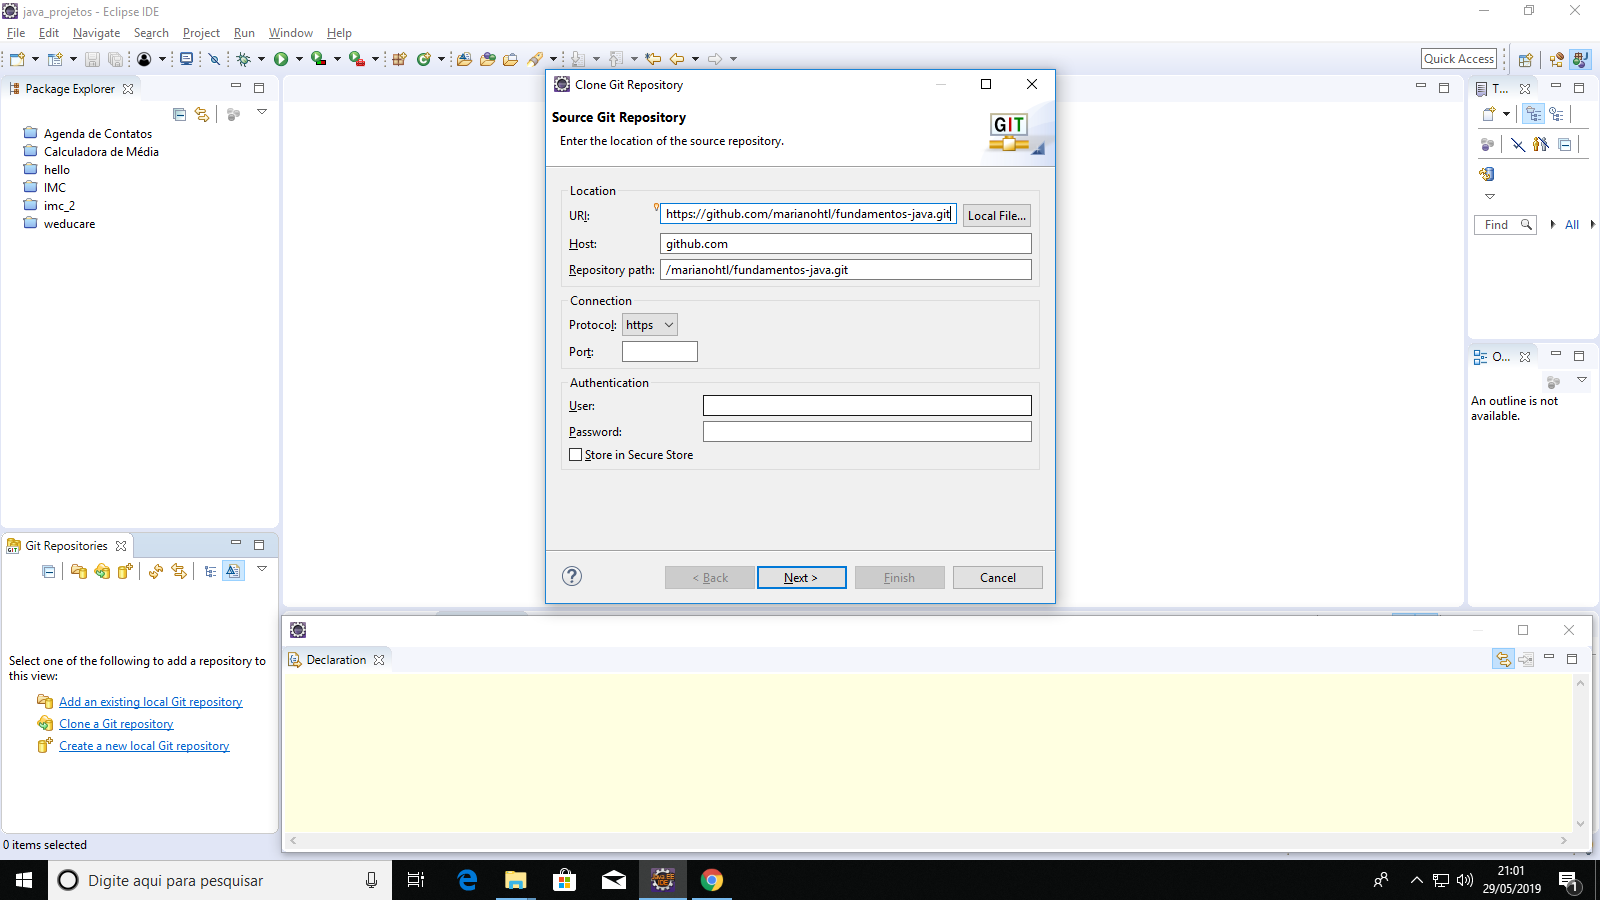 java_projetos - Eclipse IDE
File Edit Navigate Search Project Run Window Help
Quick Access
Package Explorer
Agenda de Contatos
Calculadora de Média
hello
IMC
imc_2
weducare
Clone Git Repository
Source Git Repository
Enter the location of the source repository.
GIT
Location
URI: https://github.com/marianohtl/fundamentos-java.git Local File...
Host: github.com
Repository path: /marianohtl/fundamentos-java.git
Connection
Protocol: https
Port:
Authentication
User:
Password:
Store in Secure Store
? < Back Next > Finish Cancel
T...
Find All
O...
An outline is not
available.
Git Repositories
Select one of the following to add a repository to
this view:
Add an existing local Git repository
Clone a Git repository
Create a new local Git repository
0 items selected
Declaration
Digite aqui para pesquisar
21:01
29/05/2019
1